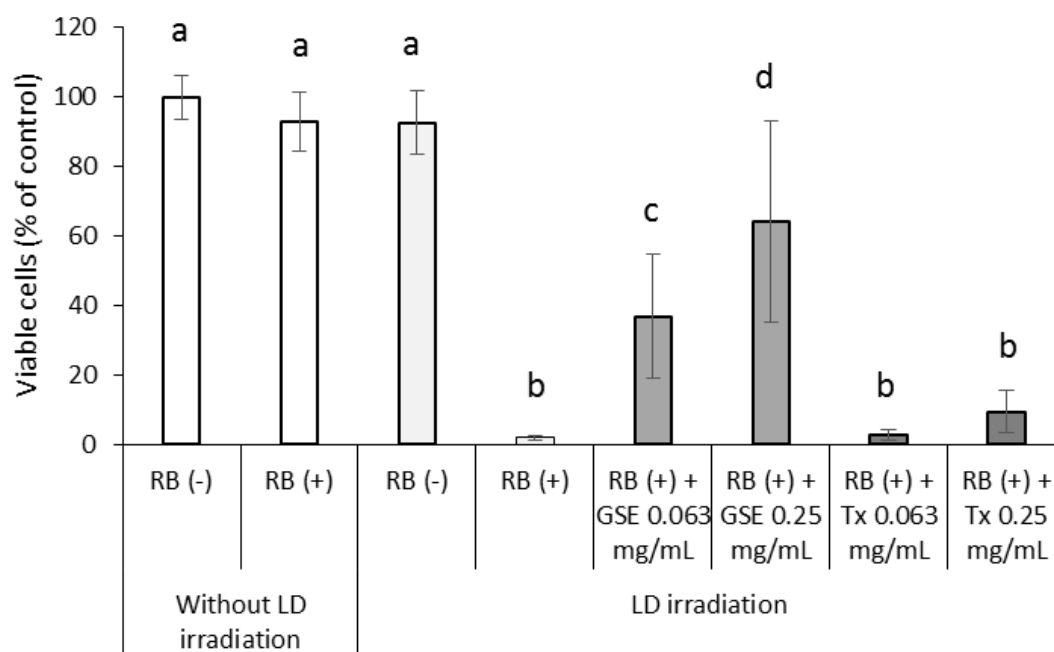 Viable cells (% of control)
120
100
80
60
40
20
0
a
a
a
b
c
d
b
b
RB (-)
RB (+)
RB (-)
RB (+)
RB (+) +
GSE 0.063
mg/mL
RB (+) +
GSE 0.25
mg/mL
RB (+) +
Tx 0.063
mg/mL
RB (+) +
Tx 0.25
mg/mL
Without LD
irradiation
LD irradiation